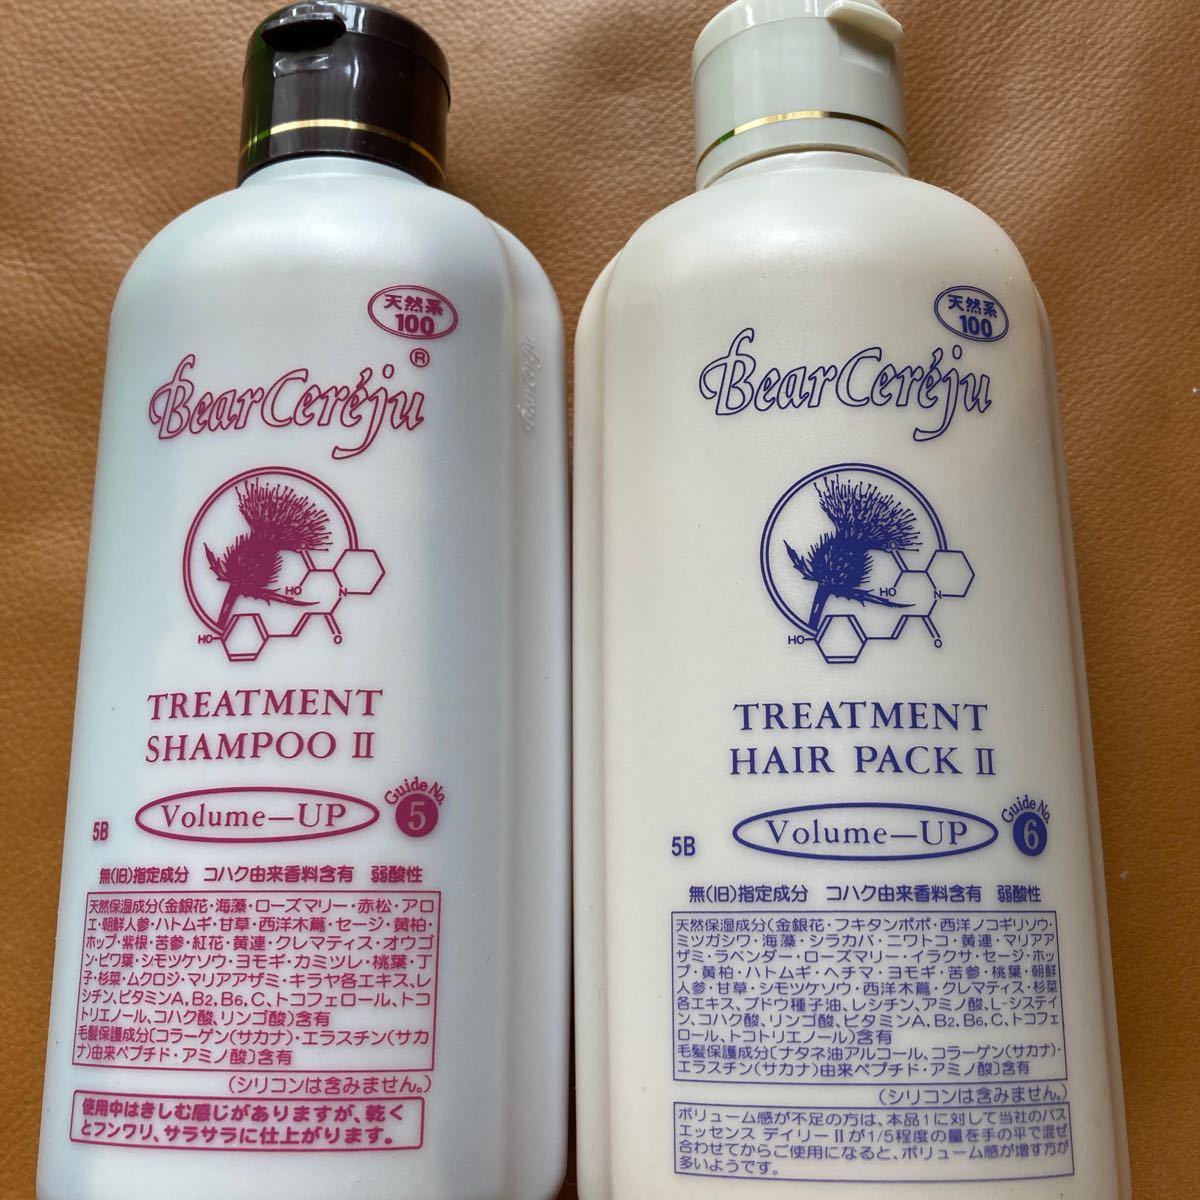 天然系
100
BearCeréju®
HO
N
HO
O
TREATMENT
SHAMPOO Ⅱ
Volume—UP
Guide No.
5
5B
無(旧)指定成分 コハク由来香料含有 弱酸性
天然保湿成分(金銀花・海藻・ローズマリー・赤松・アロ
エ・朝鮮人参・ハトムギ・甘草・西洋木蔦・セージ・黄柏・
ホップ・紫根・苦参・紅花・黄連・クレマティス・オウゴ
ン・ビワ葉・シモツケソウ・ヨモギ・カミツレ・桃葉・丁
子・杉菜・ムクロジ・マリアアザミ・キラヤ各エキス、レ
シチン、ビタミンA、B2、B6、C、トコフェロール、トコ
トリエノール、コハク酸、リンゴ酸)含有
毛髪保護成分〔コラーゲン(サカナ)・エラスチン(サカ
ナ)由来ペプチド・アミノ酸〕含有
(シリコンは含みません。)
使用中はきしむ感じがありますが、乾く
とフンワリ、サラサラに仕上がります。
天然系
100
BearCeréju
HO
N
HO
O
TREATMENT
HAIR PACK Ⅱ
Volume—UP
Guide No.
6
5B
無(旧)指定成分 コハク由来香料含有 弱酸性
天然保湿成分(金銀花・フキタンポポ・西洋ノコギリソウ・
ミツガシワ・海藻・シラカバ・ニワトコ・黄連・マリアア
ザミ・ラベンダー・ローズマリー・イラクサ・セージ・ホッ
プ・黄柏・ハトムギ・ヘチマ・ヨモギ・苦参・桃葉・朝鮮
人参・甘草・シモツケソウ・西洋木蔦・クレマティス・杉菜
各エキス、ブドウ種子油、レシチン、アミノ酸、L-システイ
ン、コハク酸、リンゴ酸、ビタミンA、B2、B6、C、トコフェ
ロール、トコトリエノール)含有
毛髪保護成分〔ナタネ油アルコール、コラーゲン(サカナ)・
エラスチン(サカナ)由来ペプチド・アミノ酸〕含有
(シリコンは含みません。)
ボリューム感が不足の方は、本品1に対して当社のバス
エッセンス デイリーⅡが1/5程度の量を手の平で混ぜ
合わせてからご使用になると、ボリューム感が増す方が
多いようです。